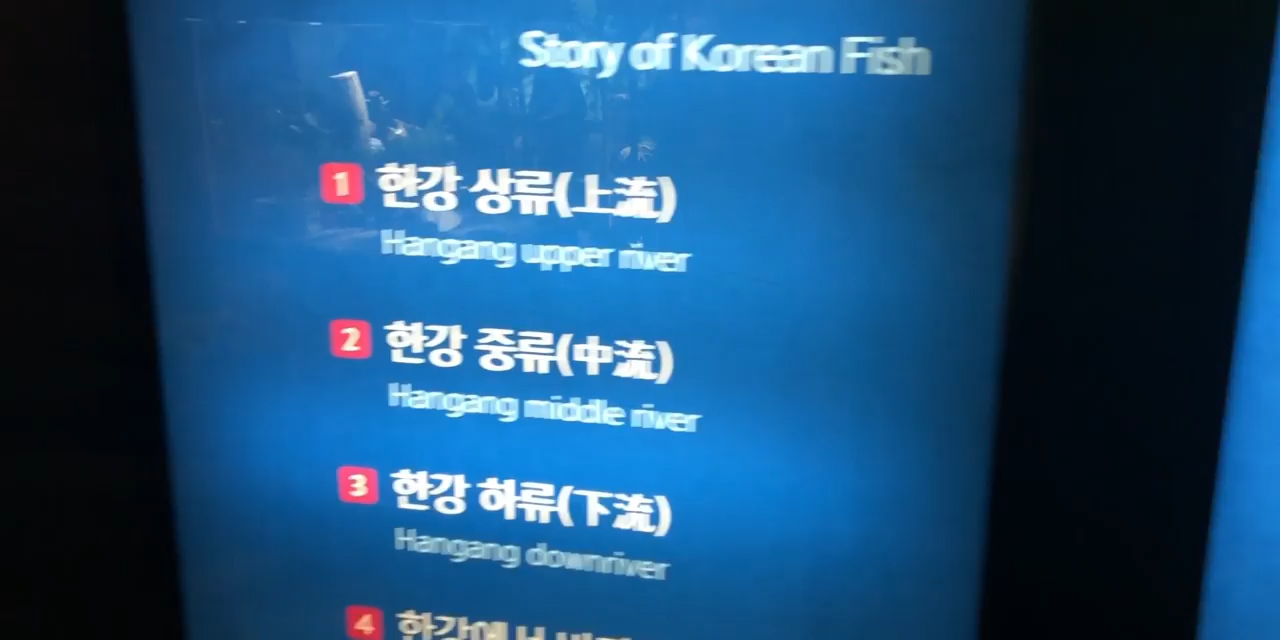 Story of Korean Fish
1 한강 상류(上流)
Hangang upper river
2 한강 중류(中流)
Hangang middle river
3 한강 하류(下流)
Hangang downriver
4